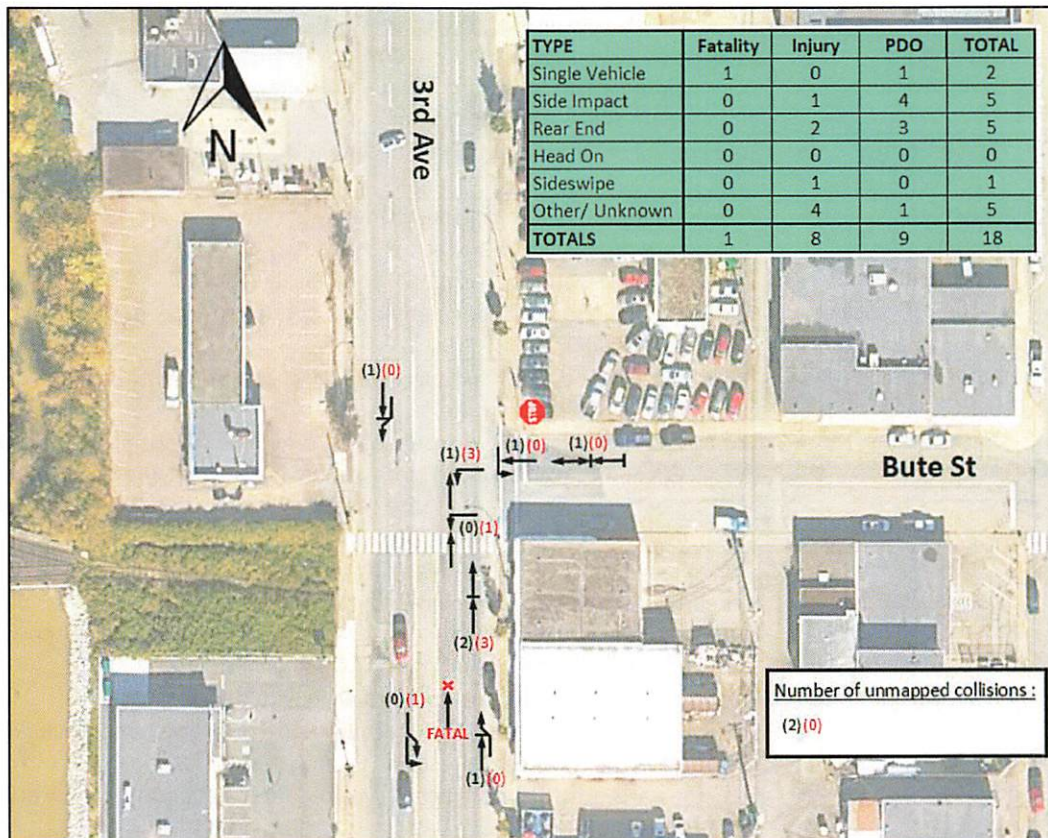 TYPE Fatality Injury PDO TOTAL
Single Vehicle 1 0 1 2
Side Impact 0 1 4 5
Rear End 0 2 3 5
Head On 0 0 0 0
Sideswipe 0 1 0 1
Other/ Unknown 0 4 1 5
TOTALS 1 8 9 18
N
3rd Ave
(1)(0)
STOP
(1)(3)
(1)(0)
(1)(0)
Bute St
(0)(1)
(2)(3)
(0)(1)
FATAL
(1)(0)
Number of unmapped collisions :
(2)(0)